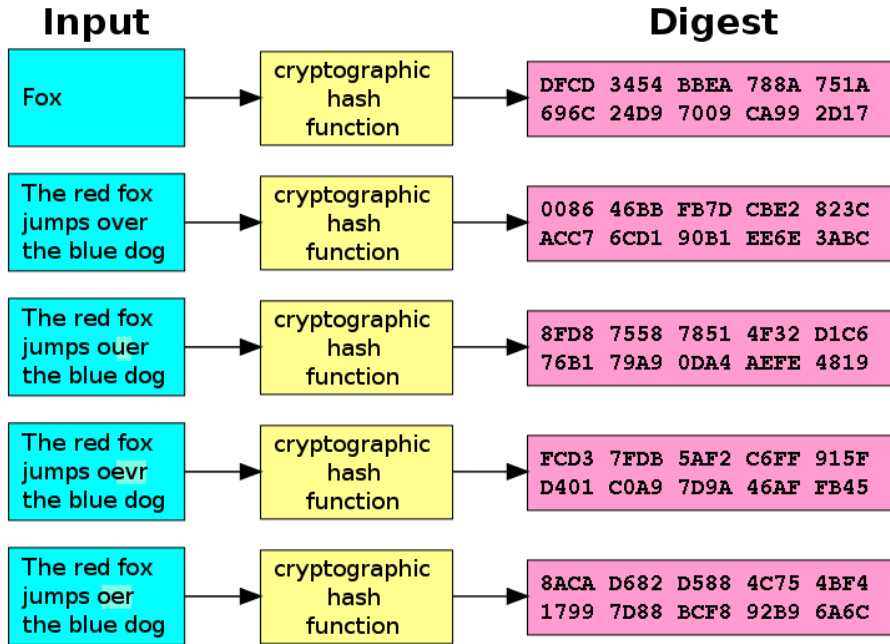 Input
Digest
Fox
cryptographic
hash
function
DFCD 3454 BBEA 788A 751A
696C 24D9 7009 CA99 2D17
The red fox
jumps over
the blue dog
cryptographic
hash
function
0086 46BB FB7D CBE2 823C
ACC7 6CD1 90B1 EE6E 3ABC
The red fox
jumps ouer
the blue dog
cryptographic
hash
function
8FD8 7558 7851 4F32 D1C6
76B1 79A9 0DA4 AEFE 4819
The red fox
jumps oevr
the blue dog
cryptographic
hash
function
FCD3 7FDB 5AF2 C6FF 915F
D401 C0A9 7D9A 46AF FB45
The red fox
jumps oer
the blue dog
cryptographic
hash
function
8ACA D682 D588 4C75 4BF4
1799 7D88 BCF8 92B9 6A6C